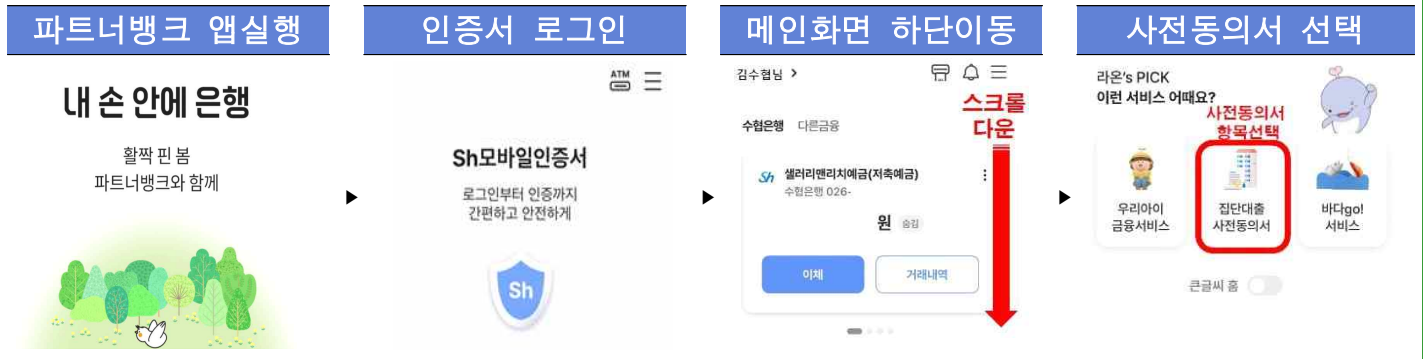 파트너뱅크 앱실행
내 손 안에 은행
활짝 핀 봄
파트너뱅크와 함께
▶
인증서 로그인
ATM
Sh모바일인증서
로그인부터 인증까지
간편하고 안전하게
Sh
▶
메인화면 하단이동
김수협님 >
스크롤
다운
수협은행 다른금융
Sh 샐러리앤리치예금(저축예금)
수협은행 026-
원 숨김
이체 거래내역
▶
사전동의서 선택
라온's PICK
이런 서비스 어때요?
사전동의서
항목선택
우리아이
금융서비스
집단대출
사전동의서
바다go!
서비스
큰글씨 홈